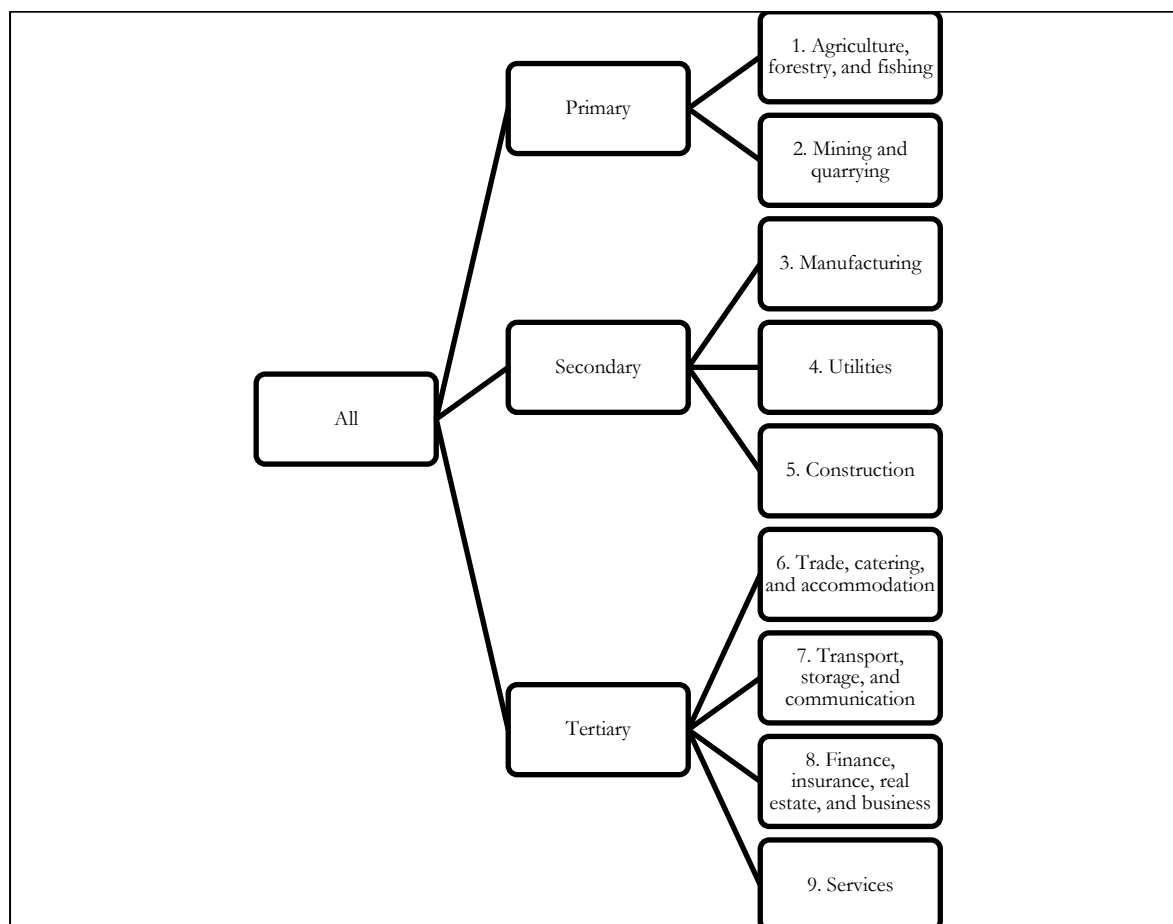 All
Primary
1. Agriculture,
forestry, and fishing
2. Mining and
quarrying
Secondary
3. Manufacturing
4. Utilities
5. Construction
Tertiary
6. Trade, catering,
and accommodation
7. Transport,
storage, and
communication
8. Finance,
insurance, real
estate, and business
9. Services